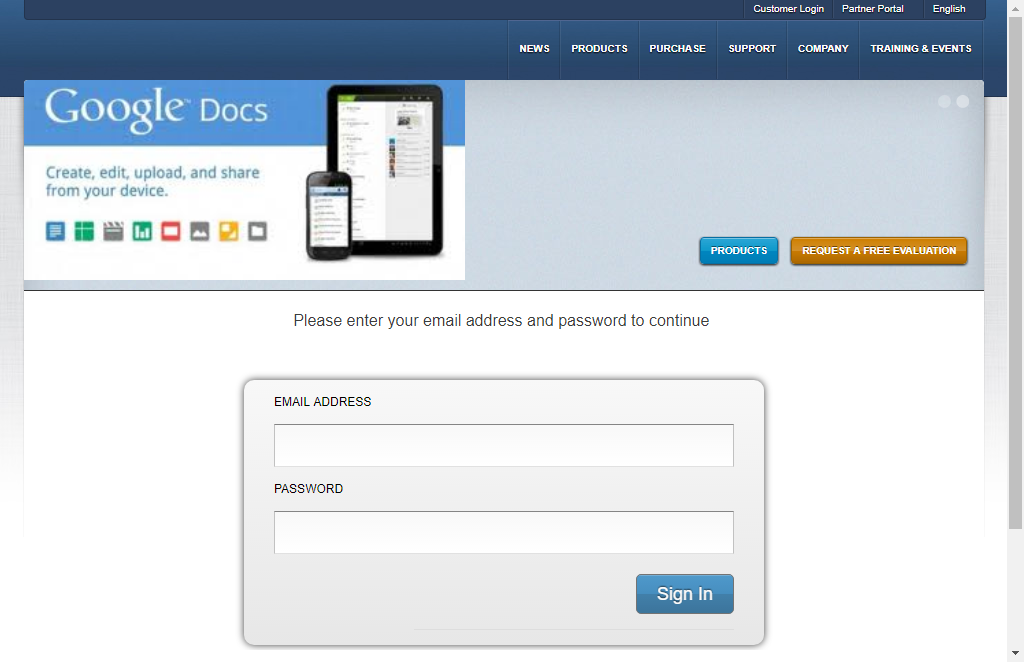 Customer Login Partner Portal English
NEWS PRODUCTS PURCHASE SUPPORT COMPANY TRAINING & EVENTS
Google™ Docs
Create, edit, upload, and share
from your device.
PRODUCTS REQUEST A FREE EVALUATION
Please enter your email address and password to continue
EMAIL ADDRESS
PASSWORD
Sign In